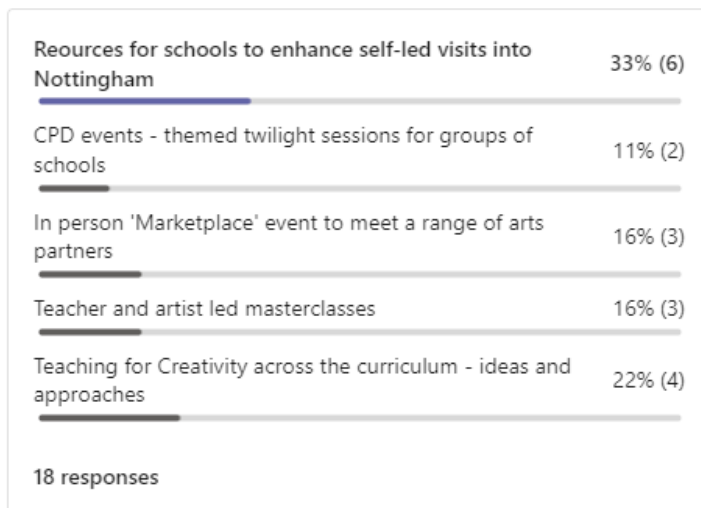 Reources for schools to enhance self-led visits into
Nottingham
33% (6)
CPD events - themed twilight sessions for groups of
schools
11% (2)
In person 'Marketplace' event to meet a range of arts
partners
16% (3)
Teacher and artist led masterclasses
16% (3)
Teaching for Creativity across the curriculum - ideas and
approaches
22% (4)
18 responses